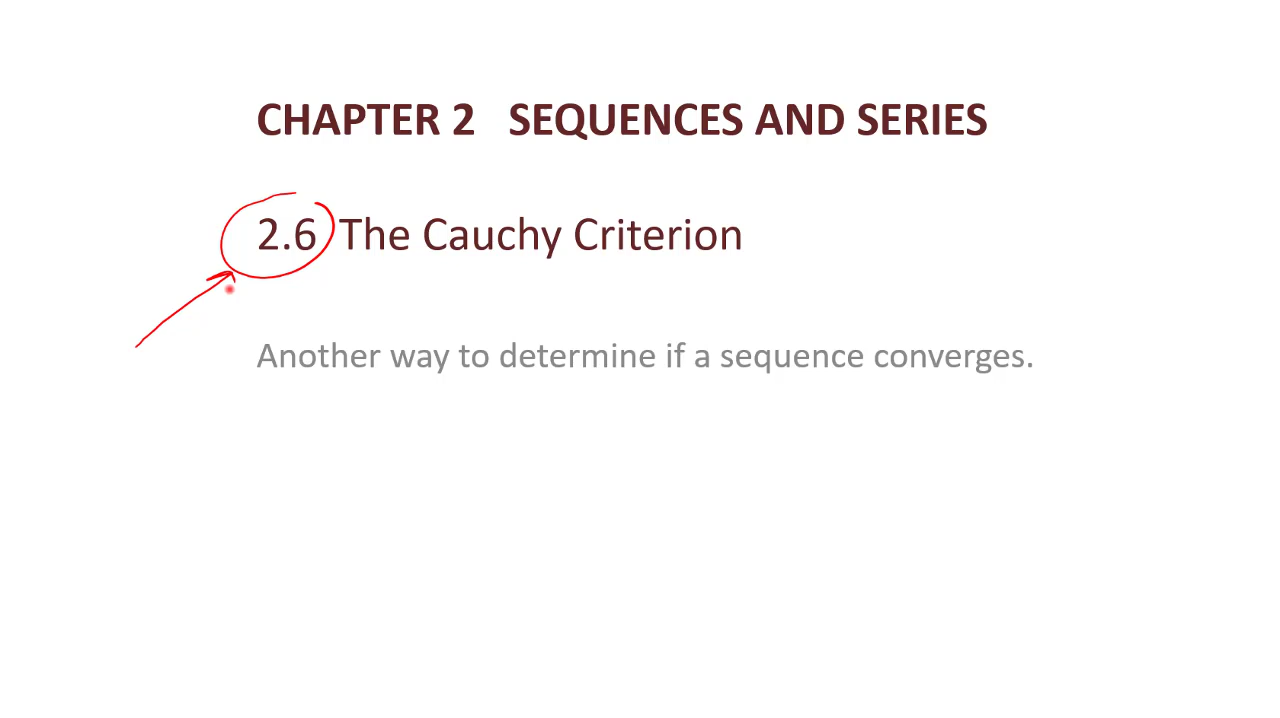 CHAPTER 2 SEQUENCES AND SERIES
2.6 The Cauchy Criterion
Another way to determine if a sequence converges.